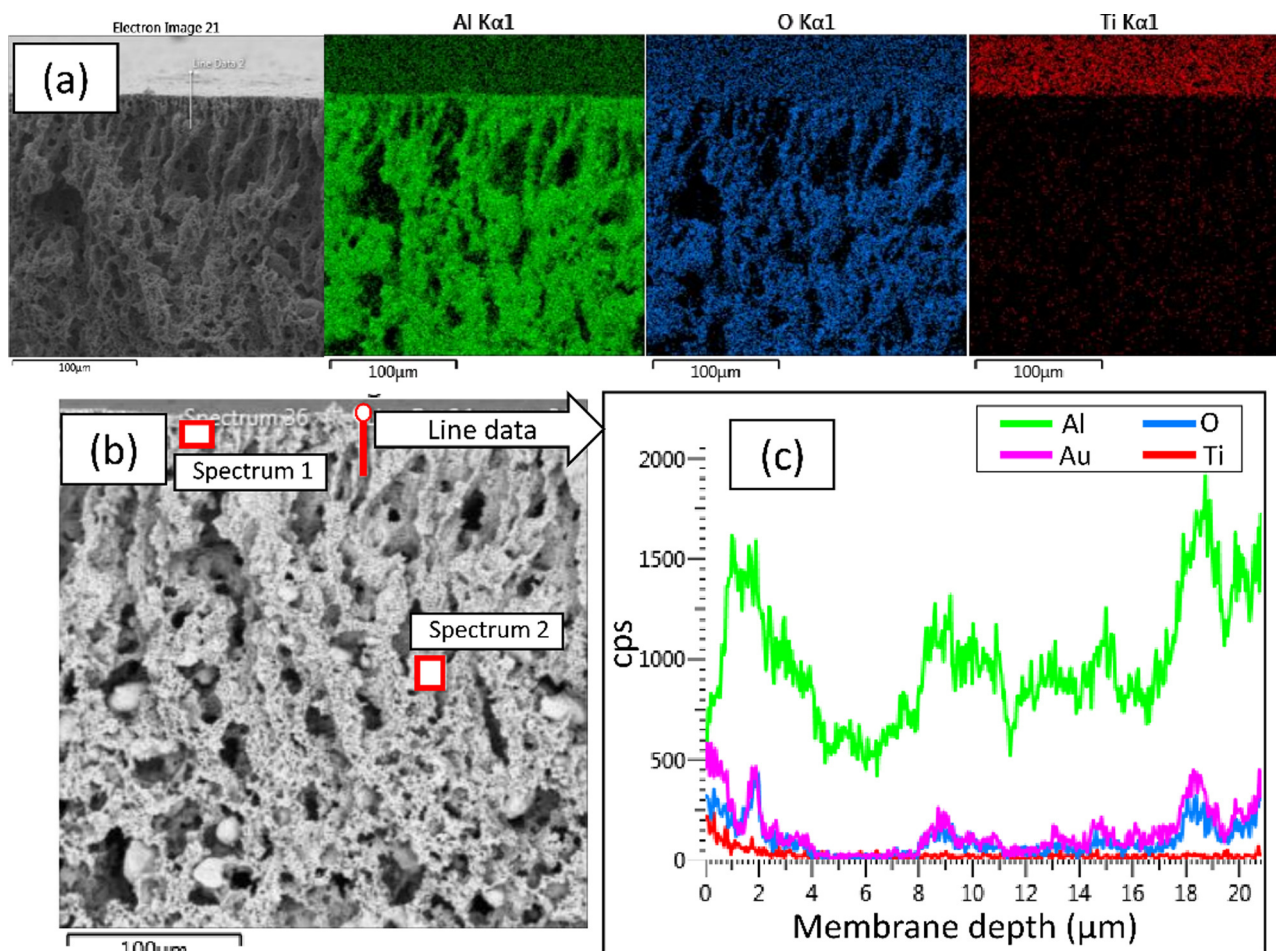 Electron Image 21
Al Kα1
O Kα1
Ti Kα1
(a)
Line Data 2
100μm
100μm
100μm
100μm
(b)
Spectrum 36
Spectrum 1
Line data
Spectrum 2
100μm
(c)
Al
O
Au
Ti
2000
1500
1000
500
0
cps
0 2 4 6 8 10 12 14 16 18 20
Membrane depth (μm)